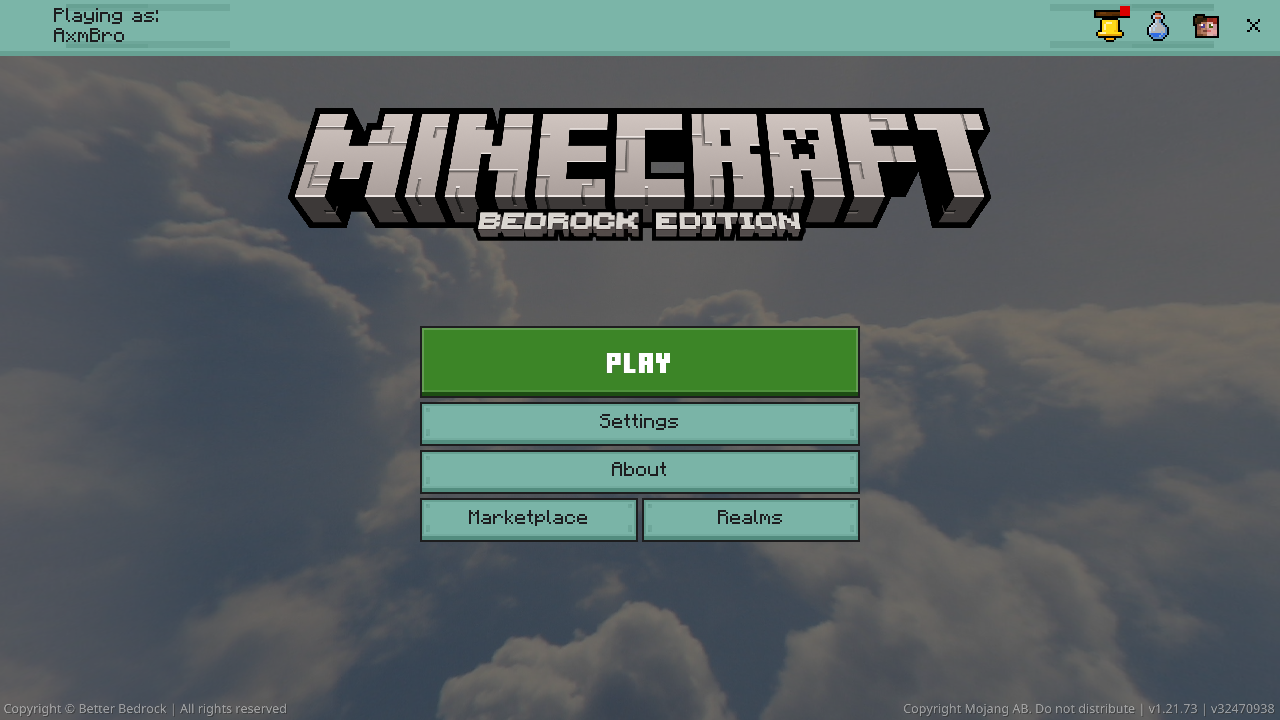 Playing as:
AxmBro
MINECRAFT
BEDROCK EDITION
PLAY
Settings
About
Marketplace
Realms
Copyright © Better Bedrock | All rights reserved
Copyright Mojang AB. Do not distribute | v1.21.73 | v32470938